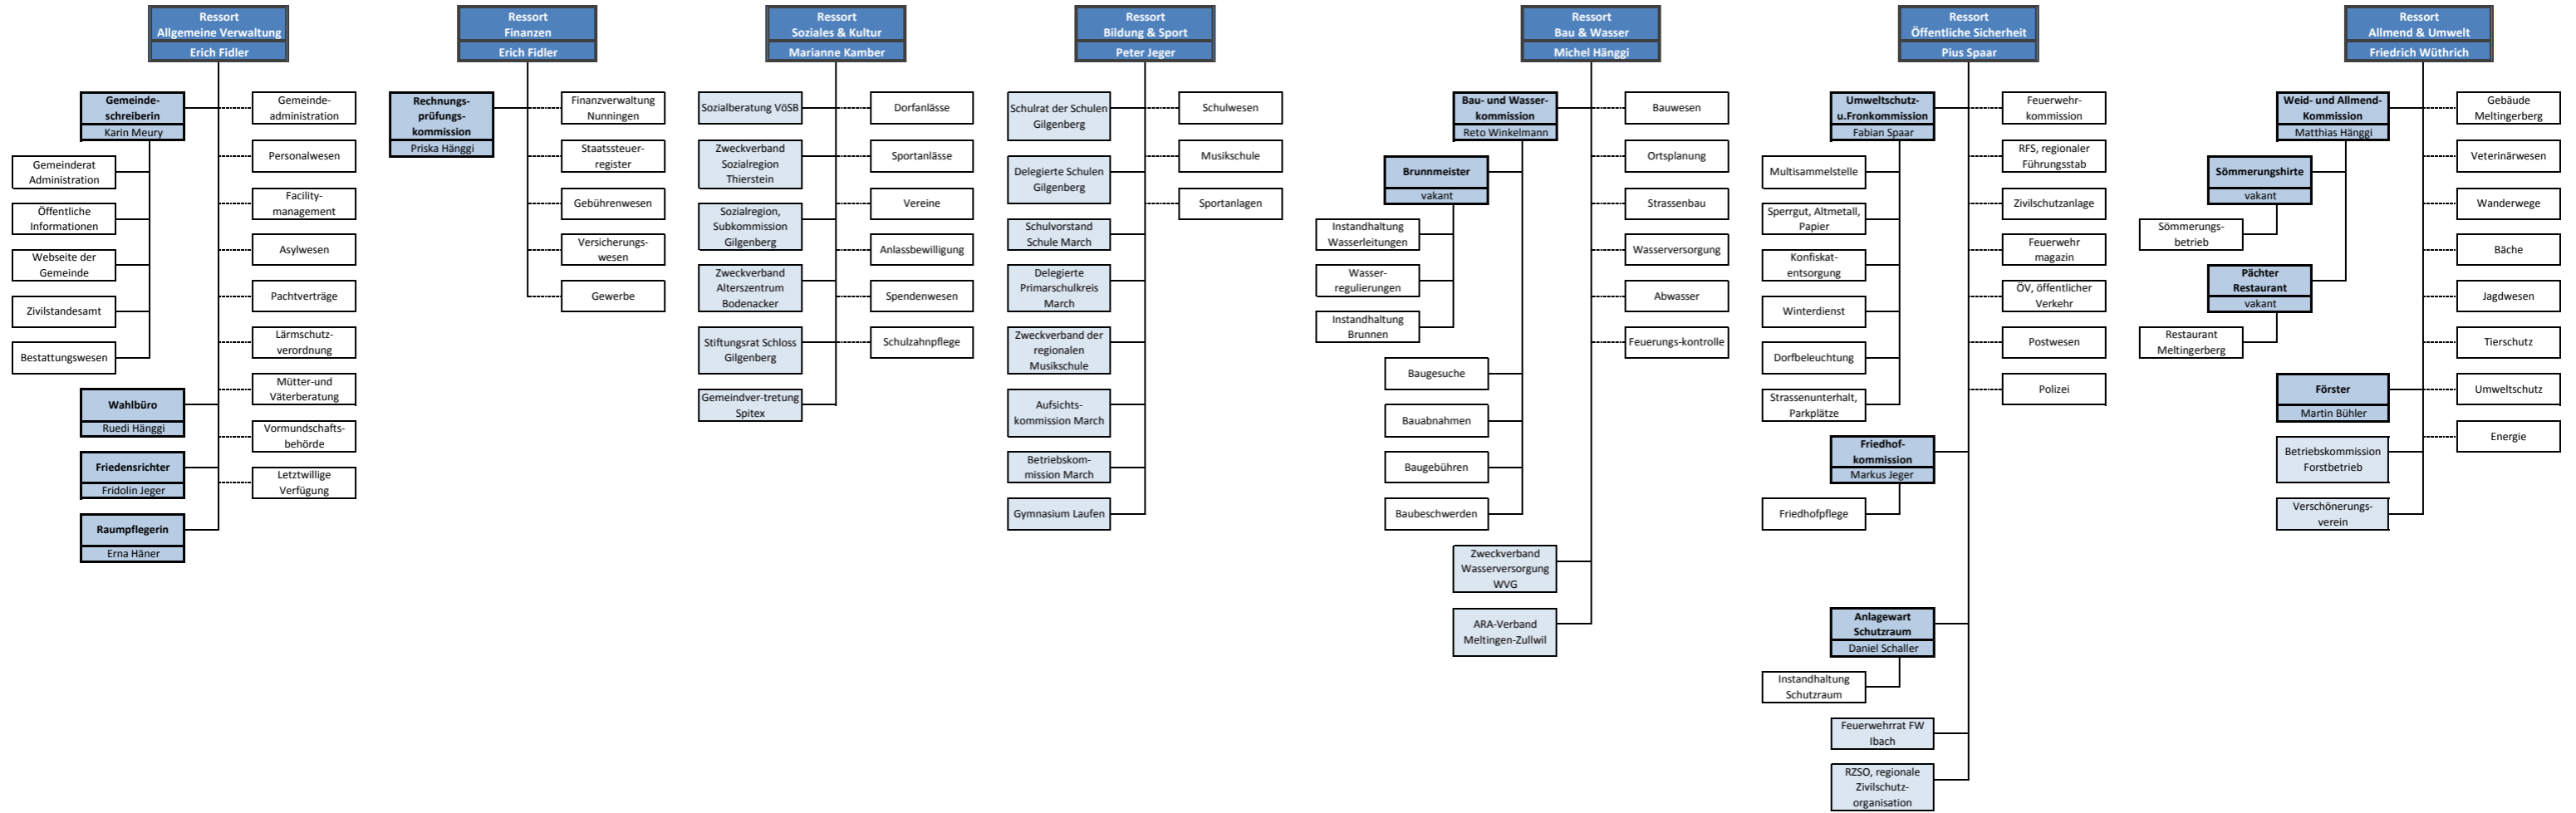 Ressort
Allgemeine Verwaltung
Erich Fidler
Gemeinde-
schreiberin
Karin Meury
Gemeinderat
Administration
Öffentliche
Informationen
Webseite der
Gemeinde
Zivilstandesamt
Bestattungswesen
Wahlbüro
Ruedi Hänggi
Friedensrichter
Fridolin Jeger
Raumpflegerin
Erna Häner
Gemeinde-
administration
Personalwesen
Facility-
management
Asylwesen
Pachtverträge
Lärmschutz-
verordnung
Mütter-und
Väterberatung
Vormundschafts-
behörde
Letztwillige
Verfügung
Ressort
Finanzen
Erich Fidler
Rechnungs-
prüfungs-
kommission
Priska Hänggi
Finanzverwaltung
Nunningen
Staatssteuer-
register
Gebührenwesen
Versicherungs-
wesen
Gewerbe
Ressort
Soziales & Kultur
Marianne Kamber
Sozialberatung VöSB
Zweckverband
Sozialregion
Thierstein
Sozialregion,
Subkommission
Gilgenberg
Zweckverband
Alterszentrum
Bodenacker
Stiftungsrat Schloss
Gilgenberg
Gemeindver-tretung
Spitex
Dorfanlässe
Sportanlässe
Vereine
Anlassbewilligung
Spendenwesen
Schulzahnpflege
Ressort
Bildung & Sport
Peter Jeger
Schulrat der Schulen
Gilgenberg
Delegierte Schulen
Gilgenberg
Schulvorstand
Schule March
Delegierte
Primarschulkreis
March
Zweckverband der
regionalen
Musikschule
Aufsichts-
kommission March
Betriebskom-
mission March
Gymnasium Laufen
Schulwesen
Musikschule
Sportanlagen
Ressort
Bau & Wasser
Michel Hänggi
Bau- und Wasser-
kommission
Reto Winkelmann
Brunnmeister
vakant
Instandhaltung
Wasserleitungen
Wasser-
regulierungen
Instandhaltung
Brunnen
Baugesuche
Bauabnahmen
Baugebühren
Baubeschwerden
Zweckverband
Wasserversorgung
WVG
ARA-Verband
Meltingen-Zullwil
Bauwesen
Ortsplanung
Strassenbau
Wasserversorgung
Abwasser
Feuerungs-kontrolle
Ressort
Öffentliche Sicherheit
Pius Spaar
Umweltschutz-
u.Fronkommission
Fabian Spaar
Multisammelstelle
Sperrgut, Altmetall,
Papier
Konfiskat-
entsorgung
Winterdienst
Dorfbeleuchtung
Strassenunterhalt,
Parkplätze
Friedhof-
kommission
Markus Jeger
Friedhofpflege
Anlagewart
Schutzraum
Daniel Schaller
Instandhaltung
Schutzraum
Feuerwehrrat FW
Ibach
RZSO, regionale
Zivilschutz-
organisation
Feuerwehr-
kommission
RFS, regionaler
Führungsstab
Zivilschutzanlage
Feuerwehr
magazin
ÖV, öffentlicher
Verkehr
Postwesen
Polizei
Ressort
Allmend & Umwelt
Friedrich Wüthrich
Weid- und Allmend-
Kommission
Matthias Hänggi
Sömmerungshirte
vakant
Sömmerungs-
betrieb
Pächter
Restaurant
vakant
Restaurant
Meltingerberg
Förster
Martin Bühler
Betriebskommission
Forstbetrieb
Verschönerungs-
verein
Gebäude
Meltingerberg
Veterinärwesen
Wanderwege
Bäche
Jagdwesen
Tierschutz
Umweltschutz
Energie